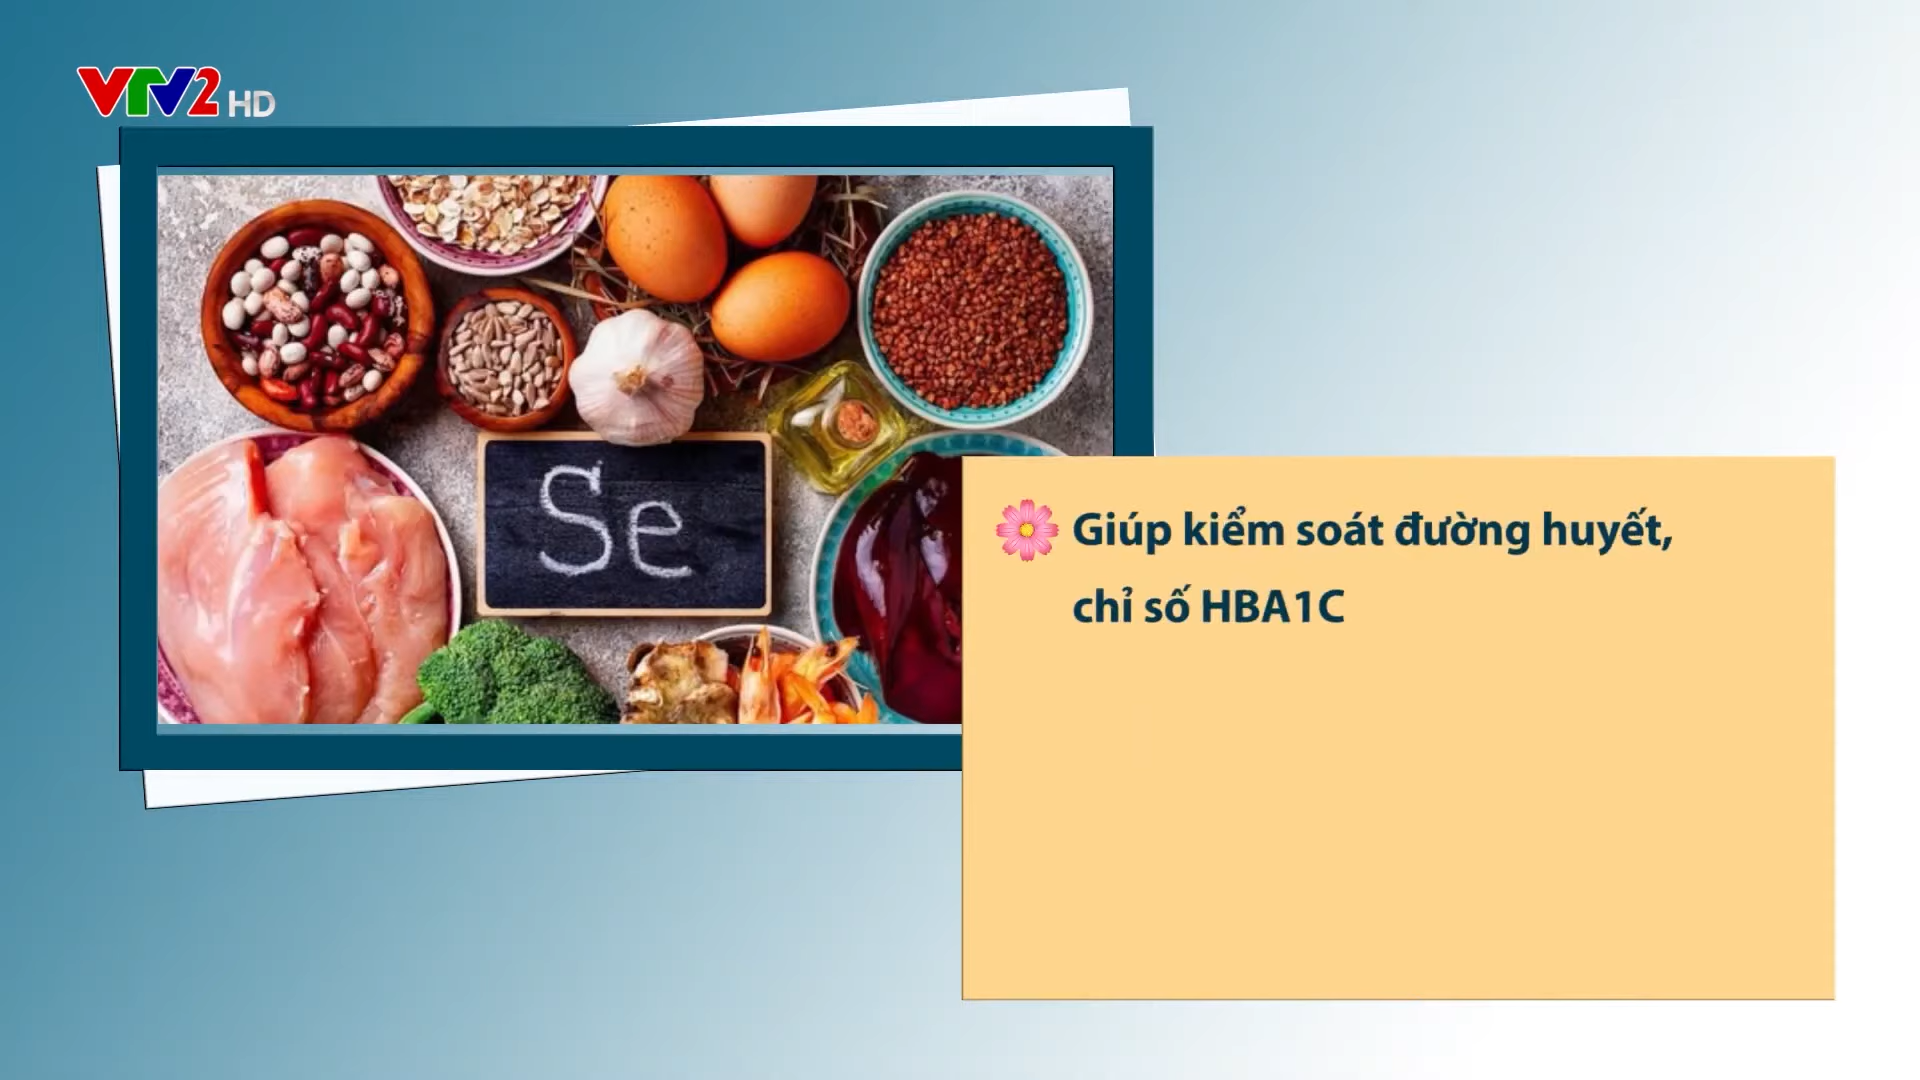 VTV2 HD
Se
Giúp kiểm soát đường huyết,
chỉ số HBA1C